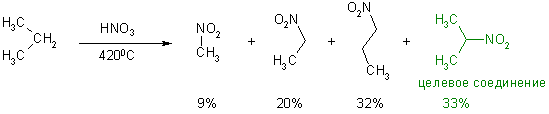 H₃C
CH₂
H₃C
HNO₃
420⁰C
NO₂
CH₃
+
O₂N
H₃C
+
O₂N
CH₃
+
H₃C
NO₂
H₃C
целевое соединение
9% 20% 32% 33%